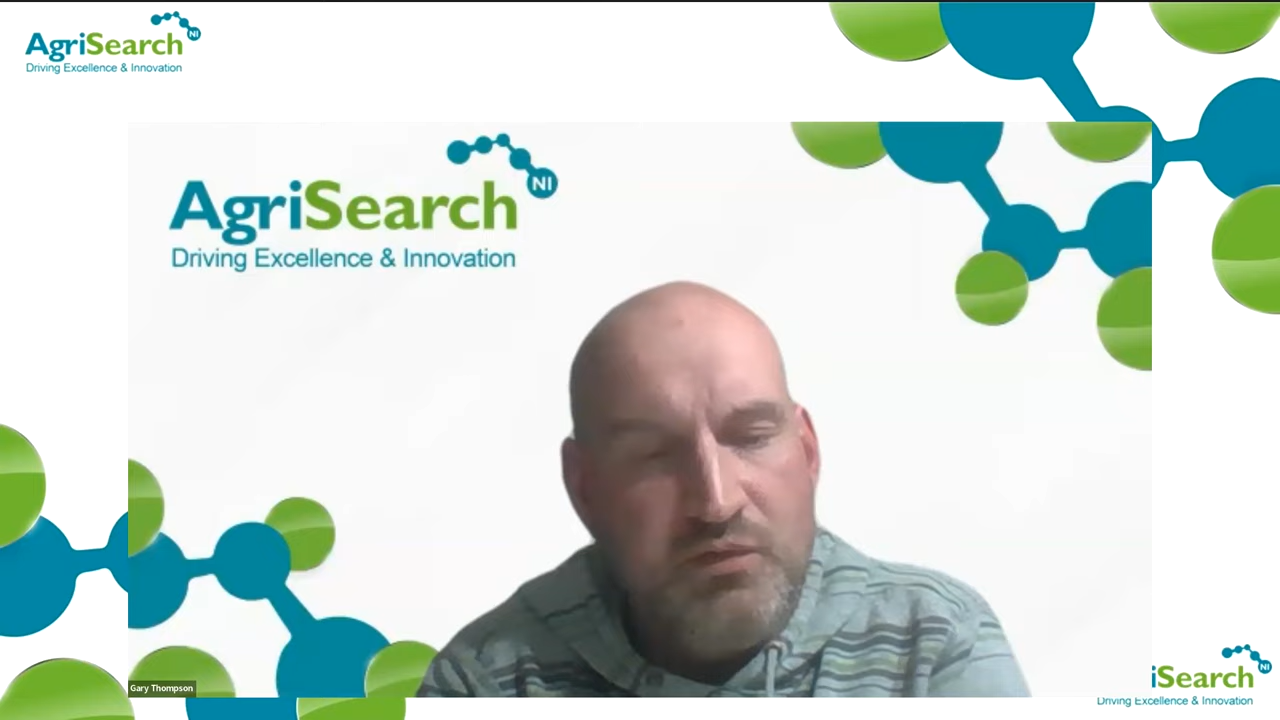 AgriSearch
NI
Driving Excellence & Innovation
AgriSearch
NI
Driving Excellence & Innovation
Gary Thompson
iSearch
NI
Driving Excellence & Innovation